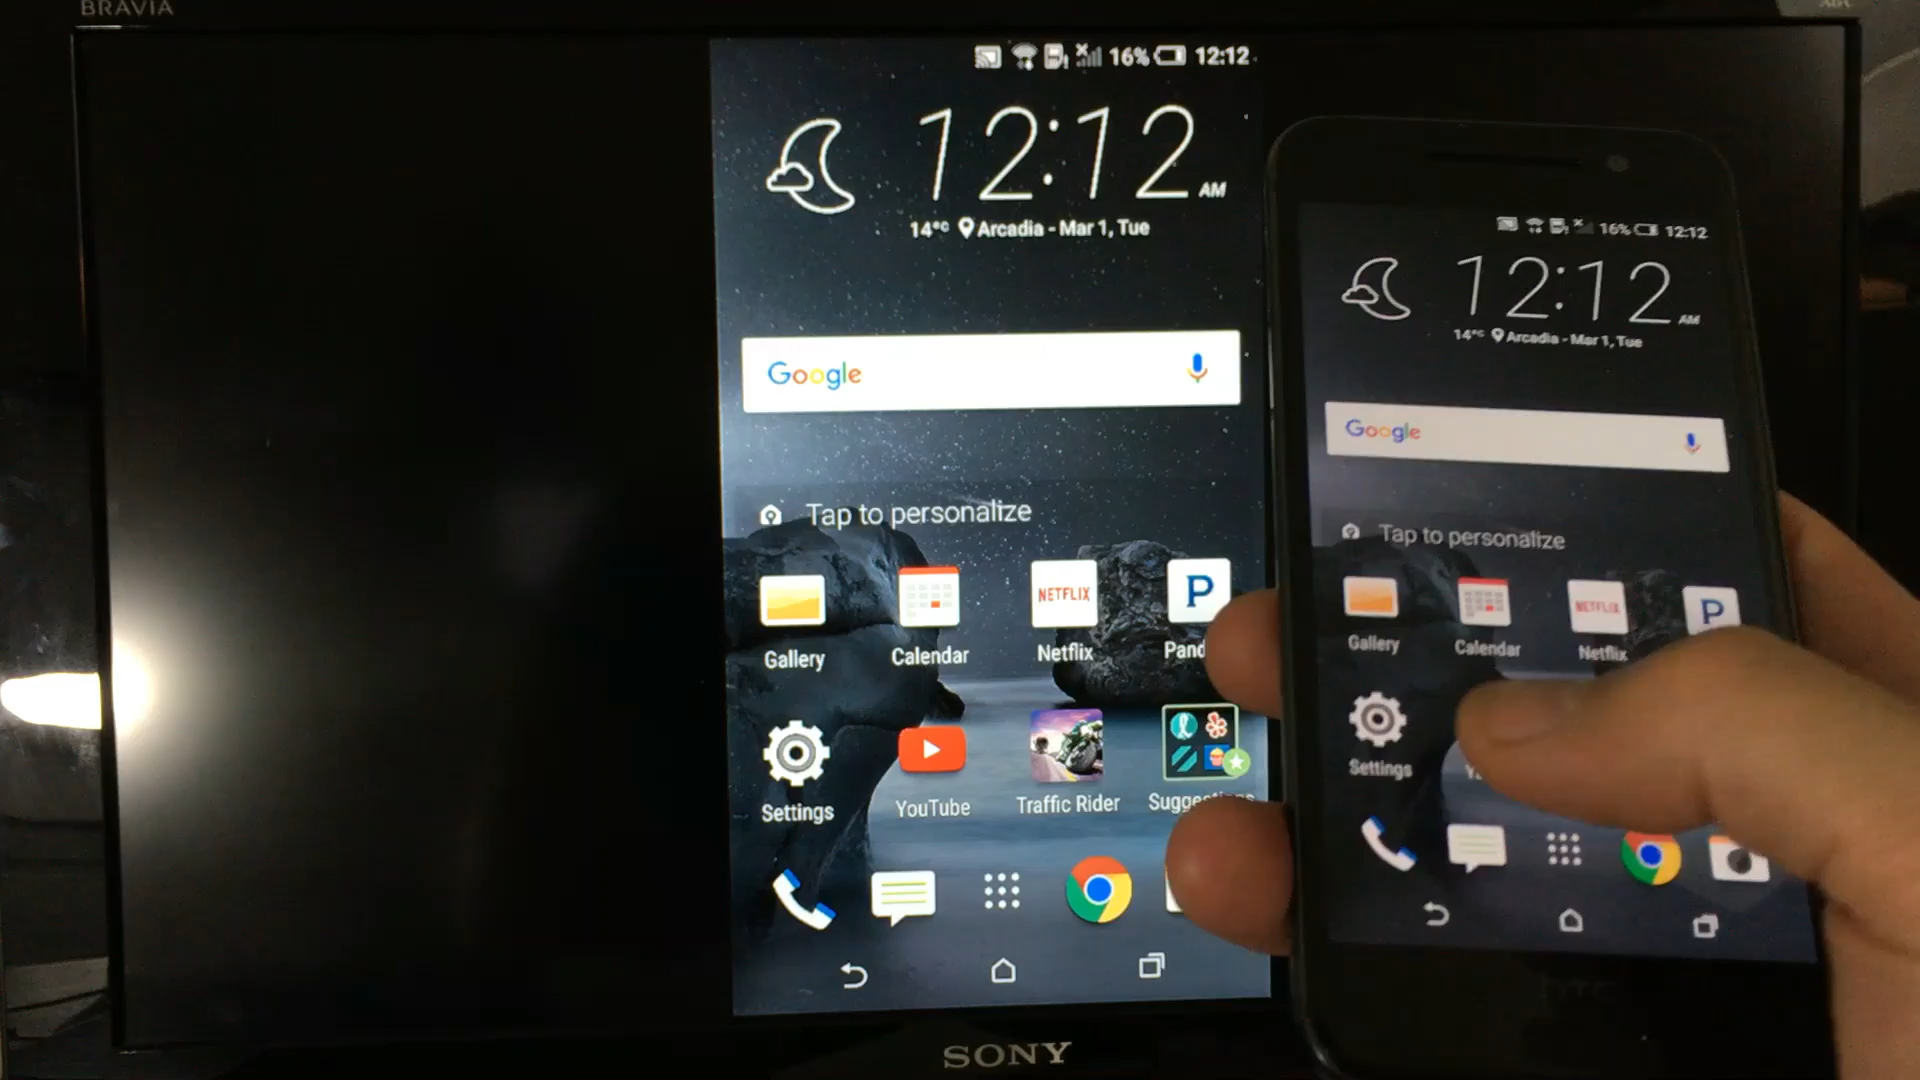 BRAVIA
16% 12:12
12:12 AM
14°C Arcadia - Mar 1, Tue
Google
Tap to personalize
NETFLIX
P
Gallery
Calendar
Netflix
Settings
YouTube
Traffic Rider
SONY
16% 12:12
12:12 AM
14°C Arcadia - Mar 1, Tue
Google
Tap to personalize
NETFLIX
P
Gallery
Calendar
Netflix
Settings
hTC